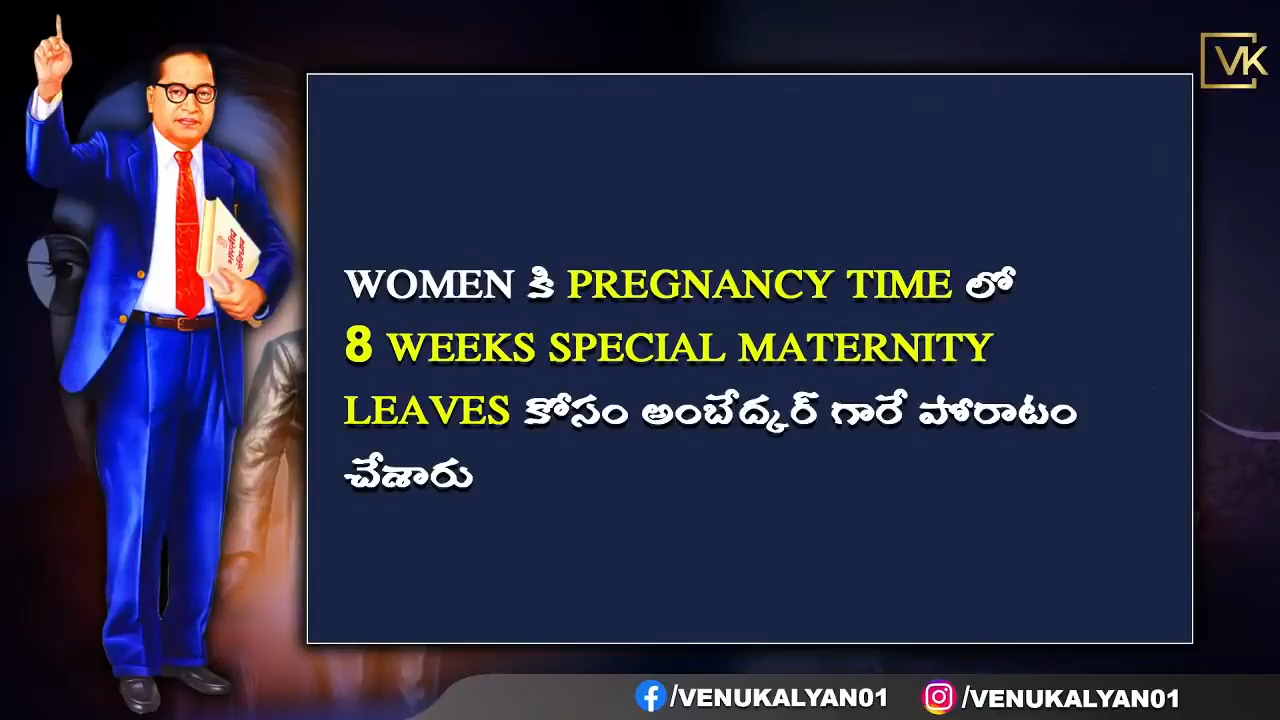 VK
WOMEN కి PREGNANCY TIME లో
8 WEEKS SPECIAL MATERNITY
LEAVES కోసం అంబేద్కర్ గారే పోరాటం
చేడారు
/VENUKALYAN01 /VENUKALYAN01